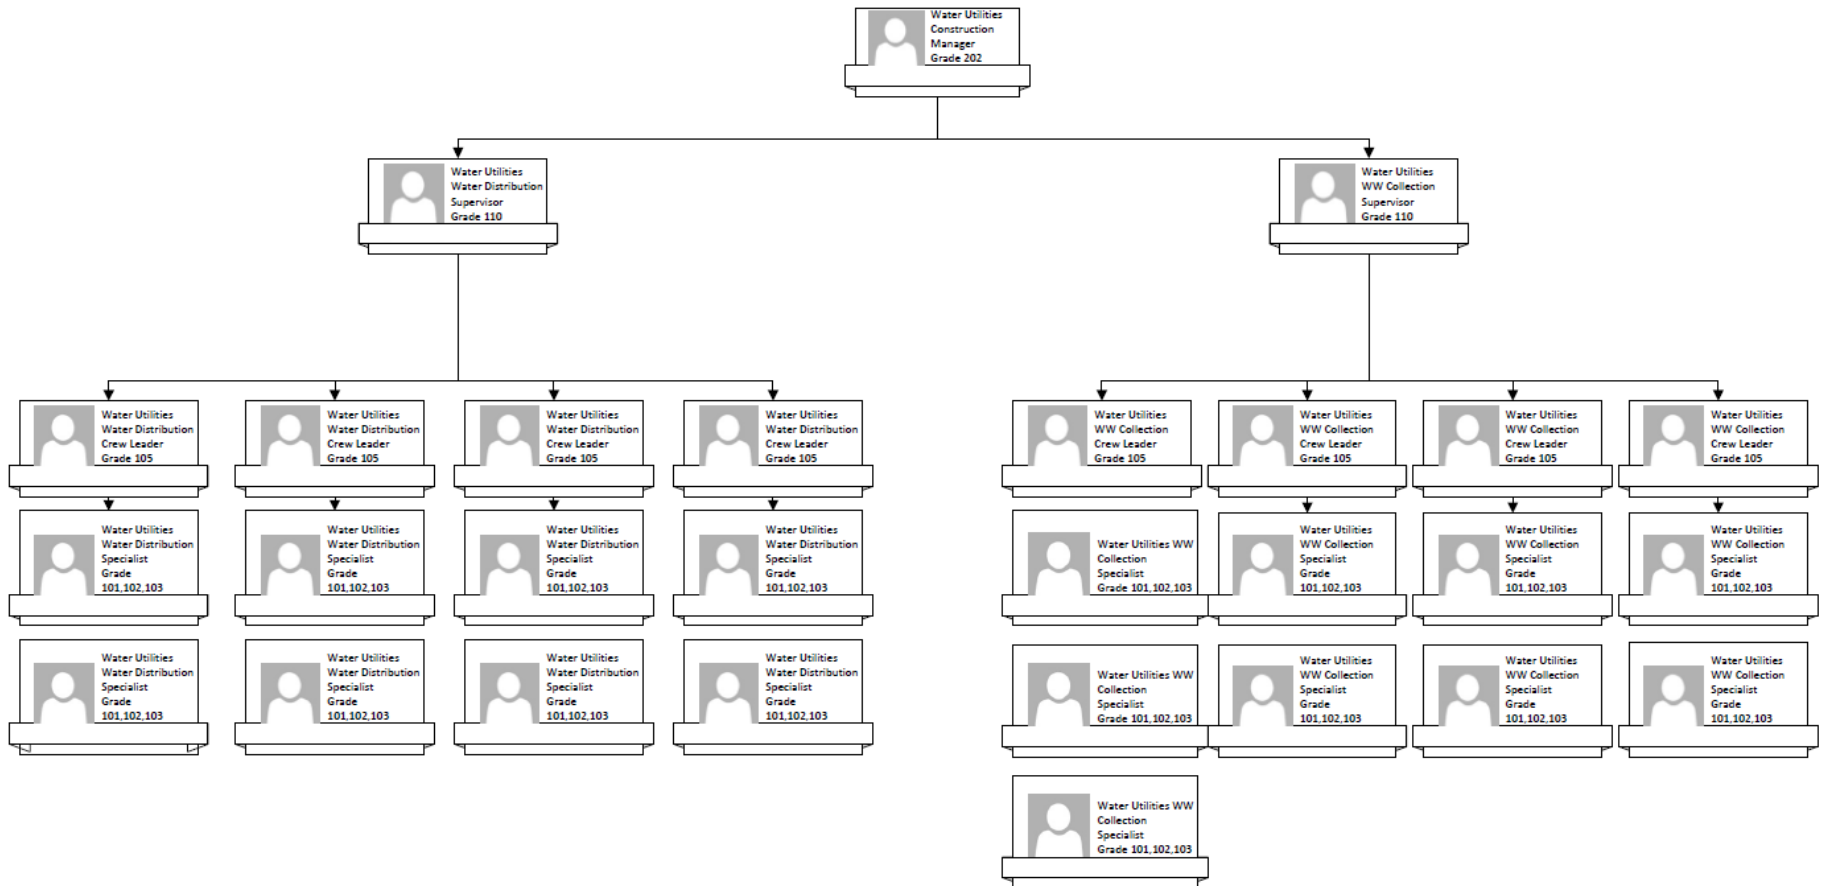 Water Utilities
Construction
Manager
Grade 202
Water Utilities
Water Distribution
Supervisor
Grade 110
Water Utilities
WW Collection
Supervisor
Grade 110
Water Utilities
Water Distribution
Crew Leader
Grade 105
Water Utilities
Water Distribution
Crew Leader
Grade 105
Water Utilities
Water Distribution
Crew Leader
Grade 105
Water Utilities
Water Distribution
Crew Leader
Grade 105
Water Utilities
WW Collection
Crew Leader
Grade 105
Water Utilities
WW Collection
Crew Leader
Grade 105
Water Utilities
WW Collection
Crew Leader
Grade 105
Water Utilities
WW Collection
Crew Leader
Grade 105
Water Utilities
Water Distribution
Specialist
Grade
101,102,103
Water Utilities
Water Distribution
Specialist
Grade
101,102,103
Water Utilities
Water Distribution
Specialist
Grade
101,102,103
Water Utilities
Water Distribution
Specialist
Grade
101,102,103
Water Utilities WW
Collection
Specialist
Grade 101,102,103
Water Utilities
WW Collection
Specialist
Grade
101,102,103
Water Utilities
WW Collection
Specialist
Grade
101,102,103
Water Utilities
WW Collection
Specialist
Grade
101,102,103
Water Utilities
Water Distribution
Specialist
Grade
101,102,103
Water Utilities
Water Distribution
Specialist
Grade
101,102,103
Water Utilities
Water Distribution
Specialist
Grade
101,102,103
Water Utilities
Water Distribution
Specialist
Grade
101,102,103
Water Utilities WW
Collection
Specialist
Grade 101,102,103
Water Utilities
WW Collection
Specialist
Grade
101,102,103
Water Utilities
WW Collection
Specialist
Grade
101,102,103
Water Utilities
WW Collection
Specialist
Grade
101,102,103
Water Utilities WW
Collection
Specialist
Grade 101,102,103